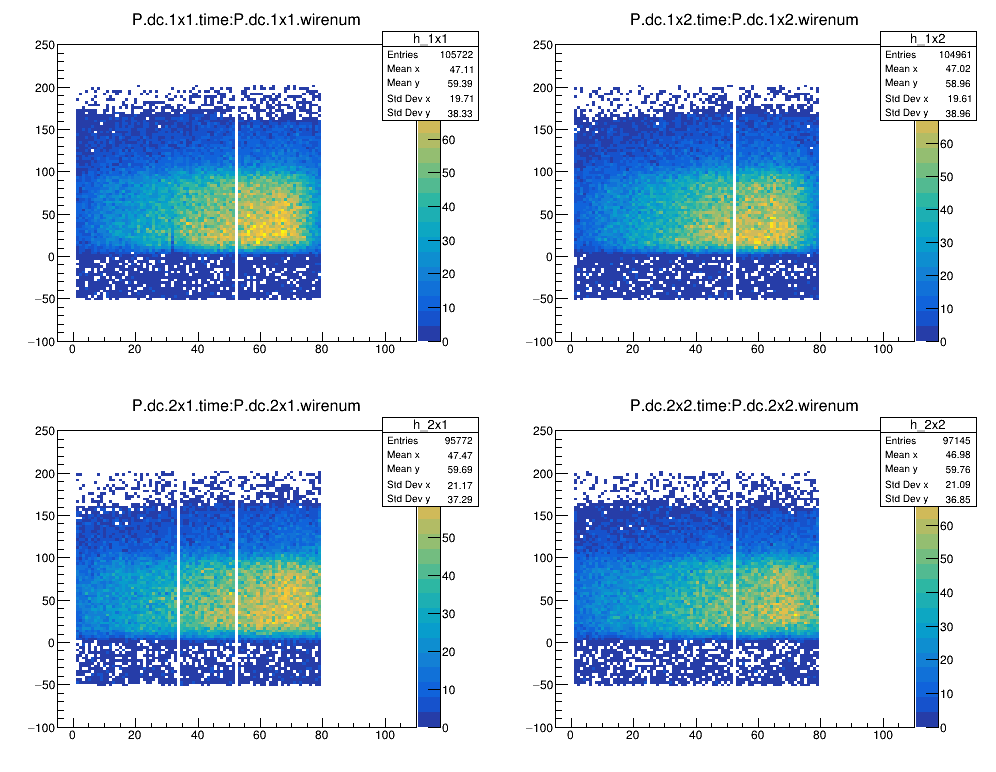 P.dc.1x1.time:P.dc.1x1.wirenum
h_1x1
Entries 105722
Mean x 47.11
Mean y 59.39
Std Dev x 19.71
Std Dev y 38.33
250
200
150
100
50
0
−50
−100
0 20 40 60 80 100
60
50
40
30
20
10
0
P.dc.1x2.time:P.dc.1x2.wirenum
h_1x2
Entries 104961
Mean x 47.02
Mean y 58.96
Std Dev x 19.61
Std Dev y 38.96
250
200
150
100
50
0
−50
−100
0 20 40 60 80 100
60
50
40
30
20
10
0
P.dc.2x1.time:P.dc.2x1.wirenum
h_2x1
Entries 95772
Mean x 47.47
Mean y 59.69
Std Dev x 21.17
Std Dev y 37.29
250
200
150
100
50
0
−50
−100
0 20 40 60 80 100
50
40
30
20
10
0
P.dc.2x2.time:P.dc.2x2.wirenum
h_2x2
Entries 97145
Mean x 46.98
Mean y 59.76
Std Dev x 21.09
Std Dev y 36.85
250
200
150
100
50
0
−50
−100
0 20 40 60 80 100
60
50
40
30
20
10
0